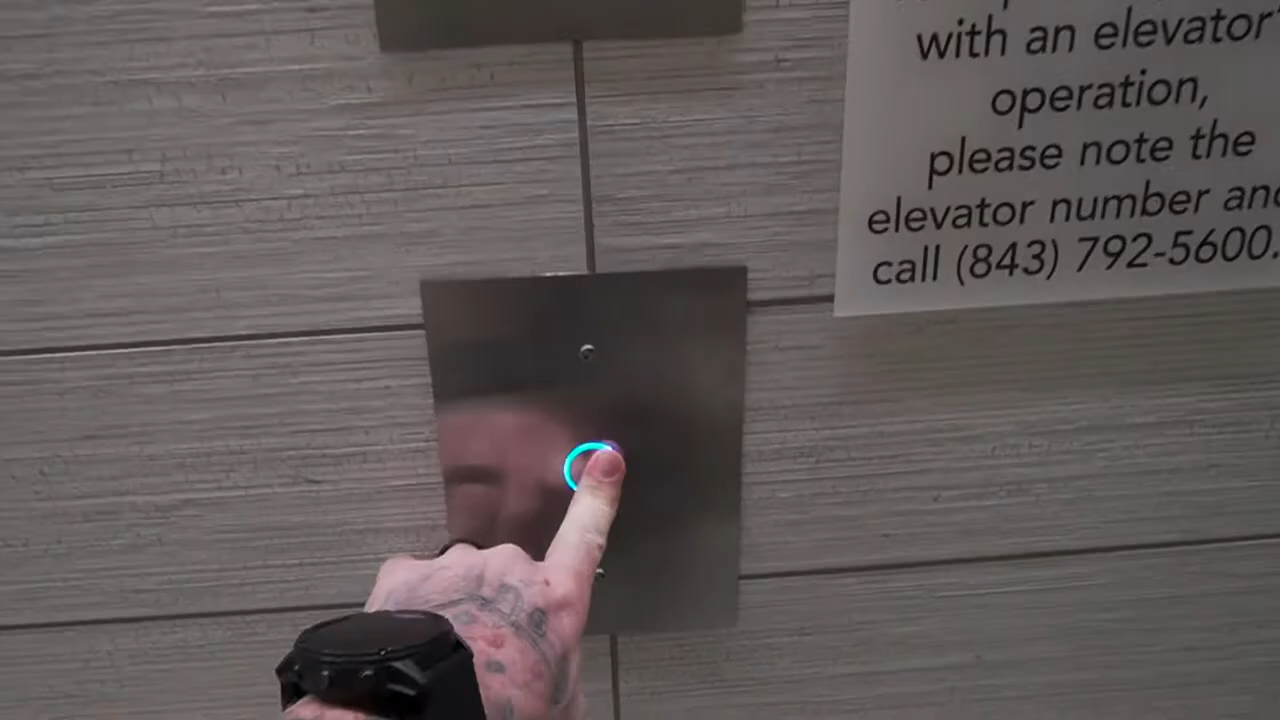 with an elevator
operation,
please note the
elevator number and
call (843) 792-5600.